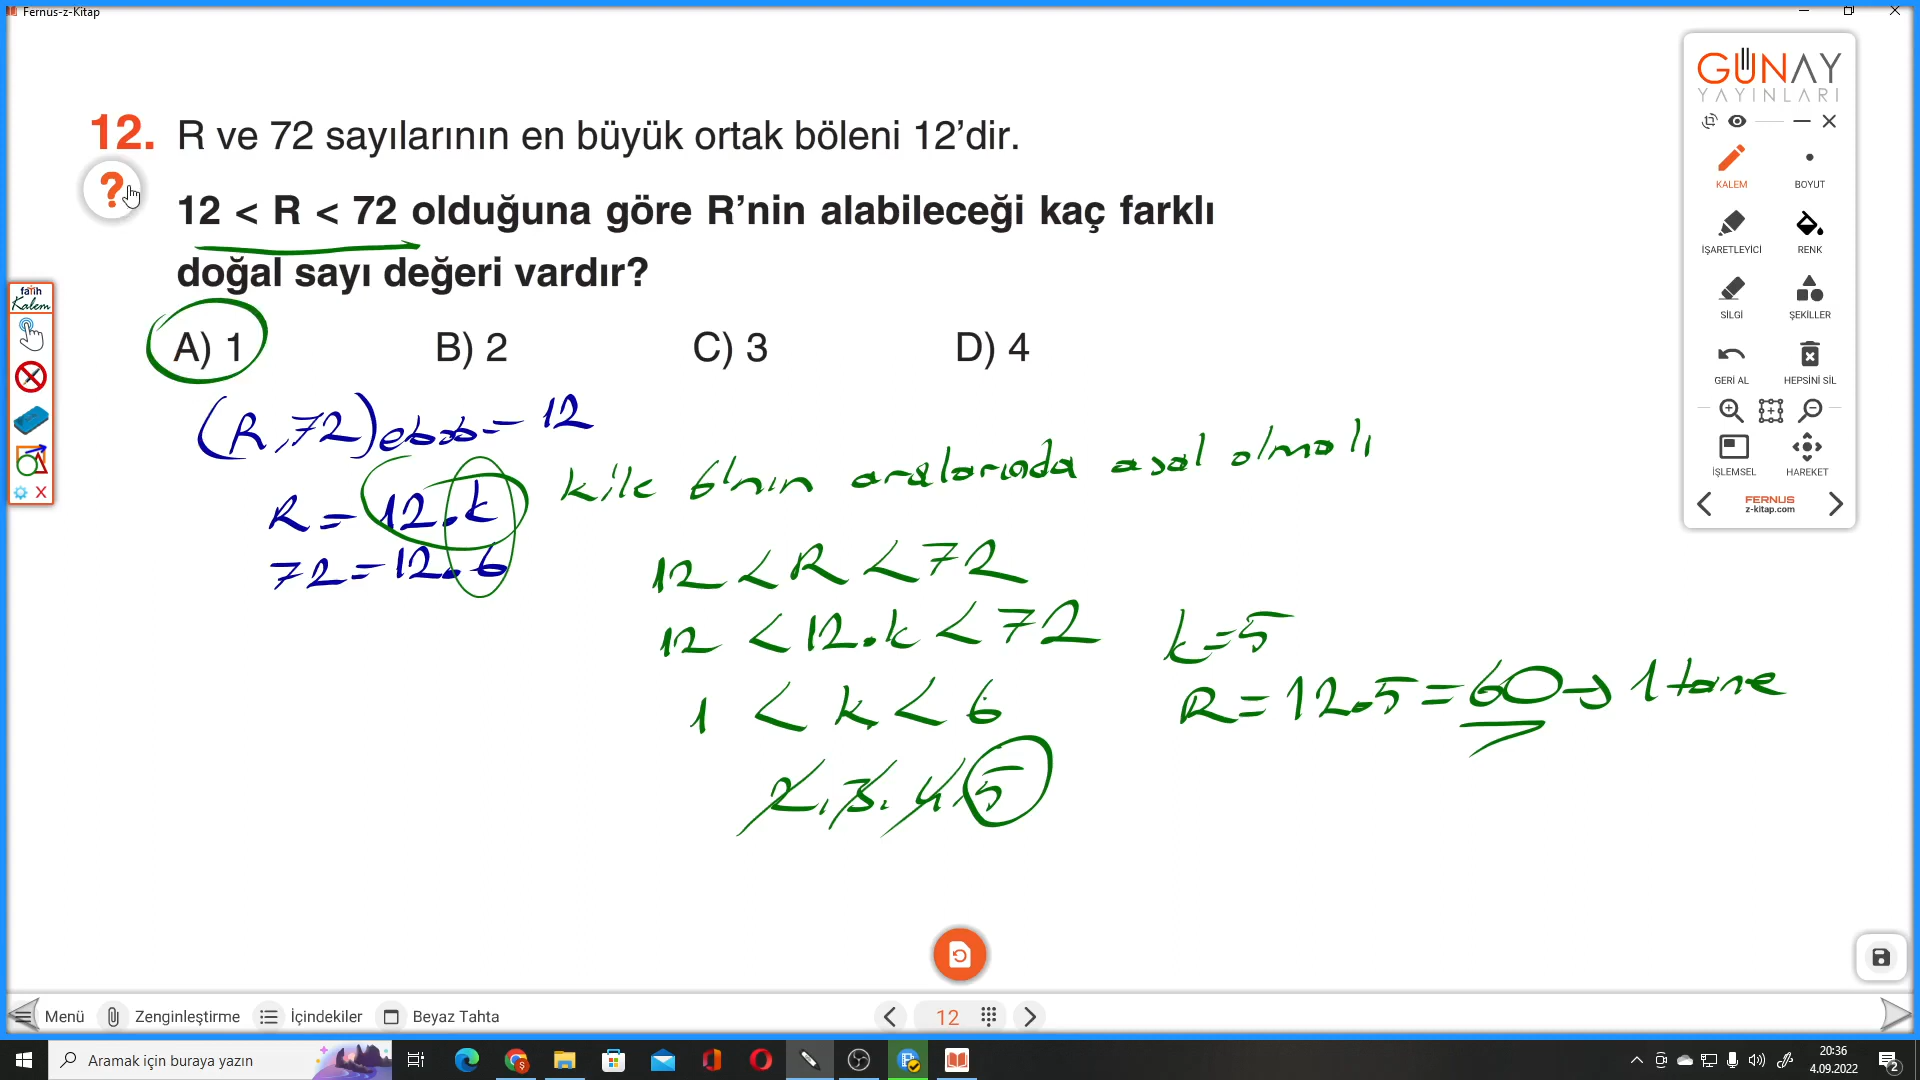 Fernus-z-Kitap
12. R ve 72 sayılarının en büyük ortak böleni 12’dir.
?
12 < R < 72 olduğuna göre R’nin alabileceği kaç farklı
doğal sayı değeri vardır?
A) 1 B) 2 C) 3 D) 4
(R,72)ebob=12
R=12.k
72=12.6
k ile 6'nın aralarında asal olmalı
12<R<72
12<12.k<72
1<k<6
2,3,4,5
k=5
R=12.5=60→1 tane
fatih
Kalem
X
GÜNAY
YAYINLARI
KALEM BOYUT
İŞARETLEYİCİ RENK
SİLGİ ŞEKİLLER
GERİ AL HEPSİNİ SİL
İŞLEMSEL HAREKET
FERNUS
z-kitap.com
Menü Zenginleştirme İçindekiler Beyaz Tahta 12
Aramak için buraya yazın
20:36
4.09.2022
2